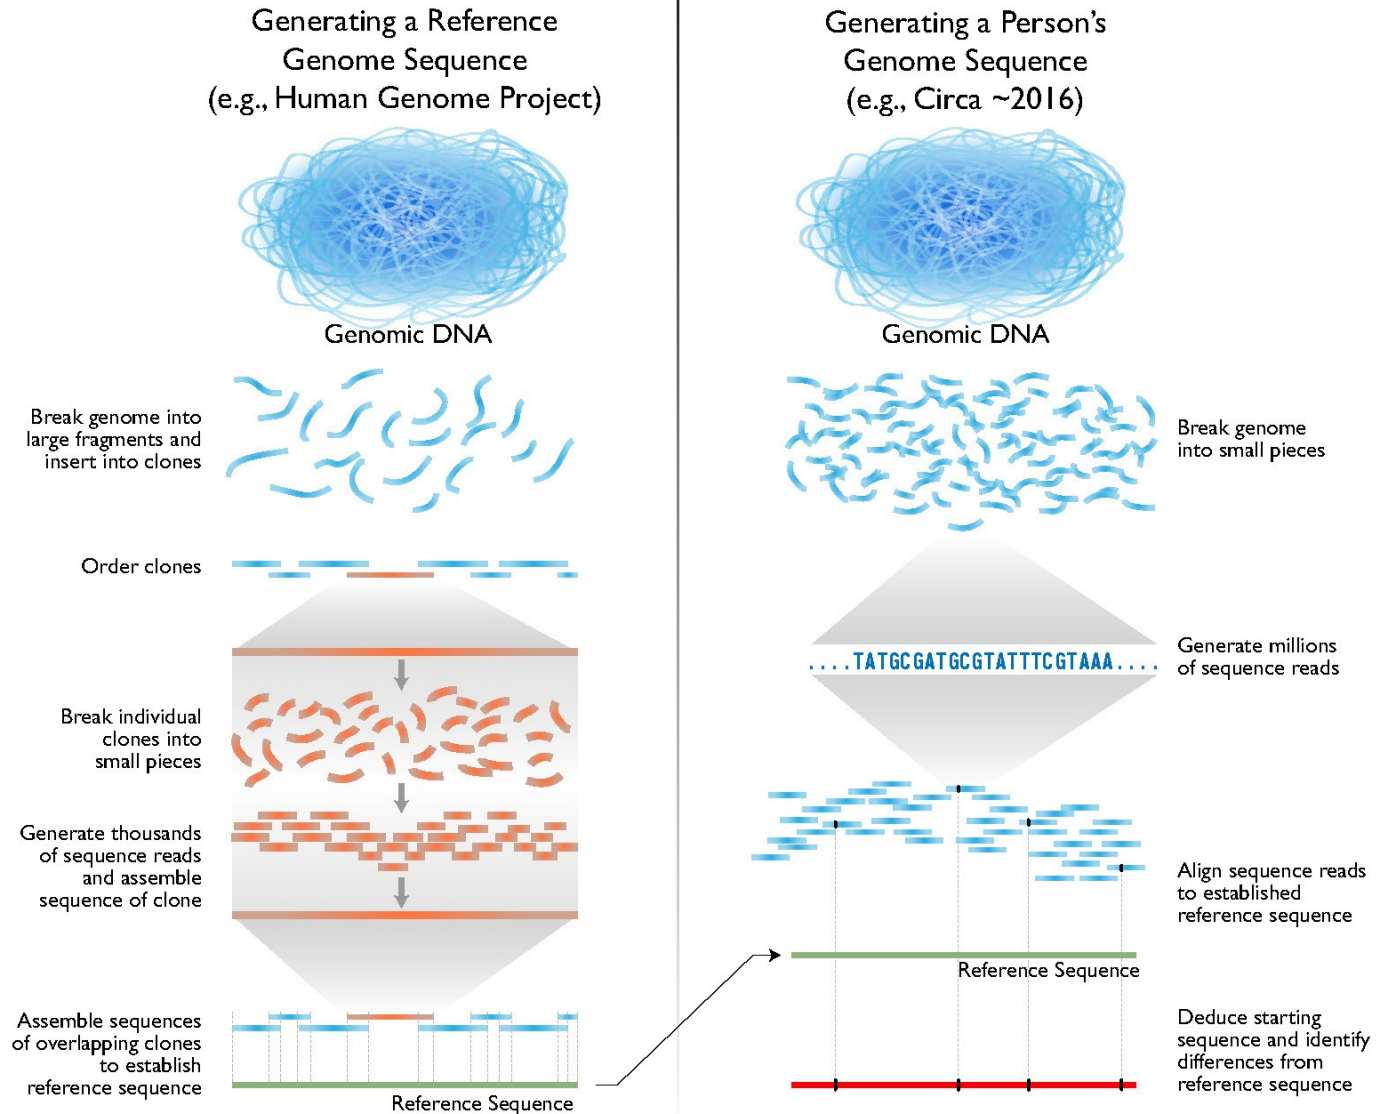 Generating a Reference
Genome Sequence
(e.g., Human Genome Project)
Genomic DNA
Break genome into
large fragments and
insert into clones
Order clones
Break individual
clones into
small pieces
Generate thousands
of sequence reads
and assemble
sequence of clone
Assemble sequences
of overlapping clones
to establish
reference sequence
Reference Sequence
Generating a Person's
Genome Sequence
(e.g., Circa ~2016)
Genomic DNA
Break genome
into small pieces
....TATGCGATGCGTATTTCGTAAA....
Generate millions
of sequence reads
Align sequence reads
to established
reference sequence
Reference Sequence
Deduce starting
sequence and identify
differences from
reference sequence